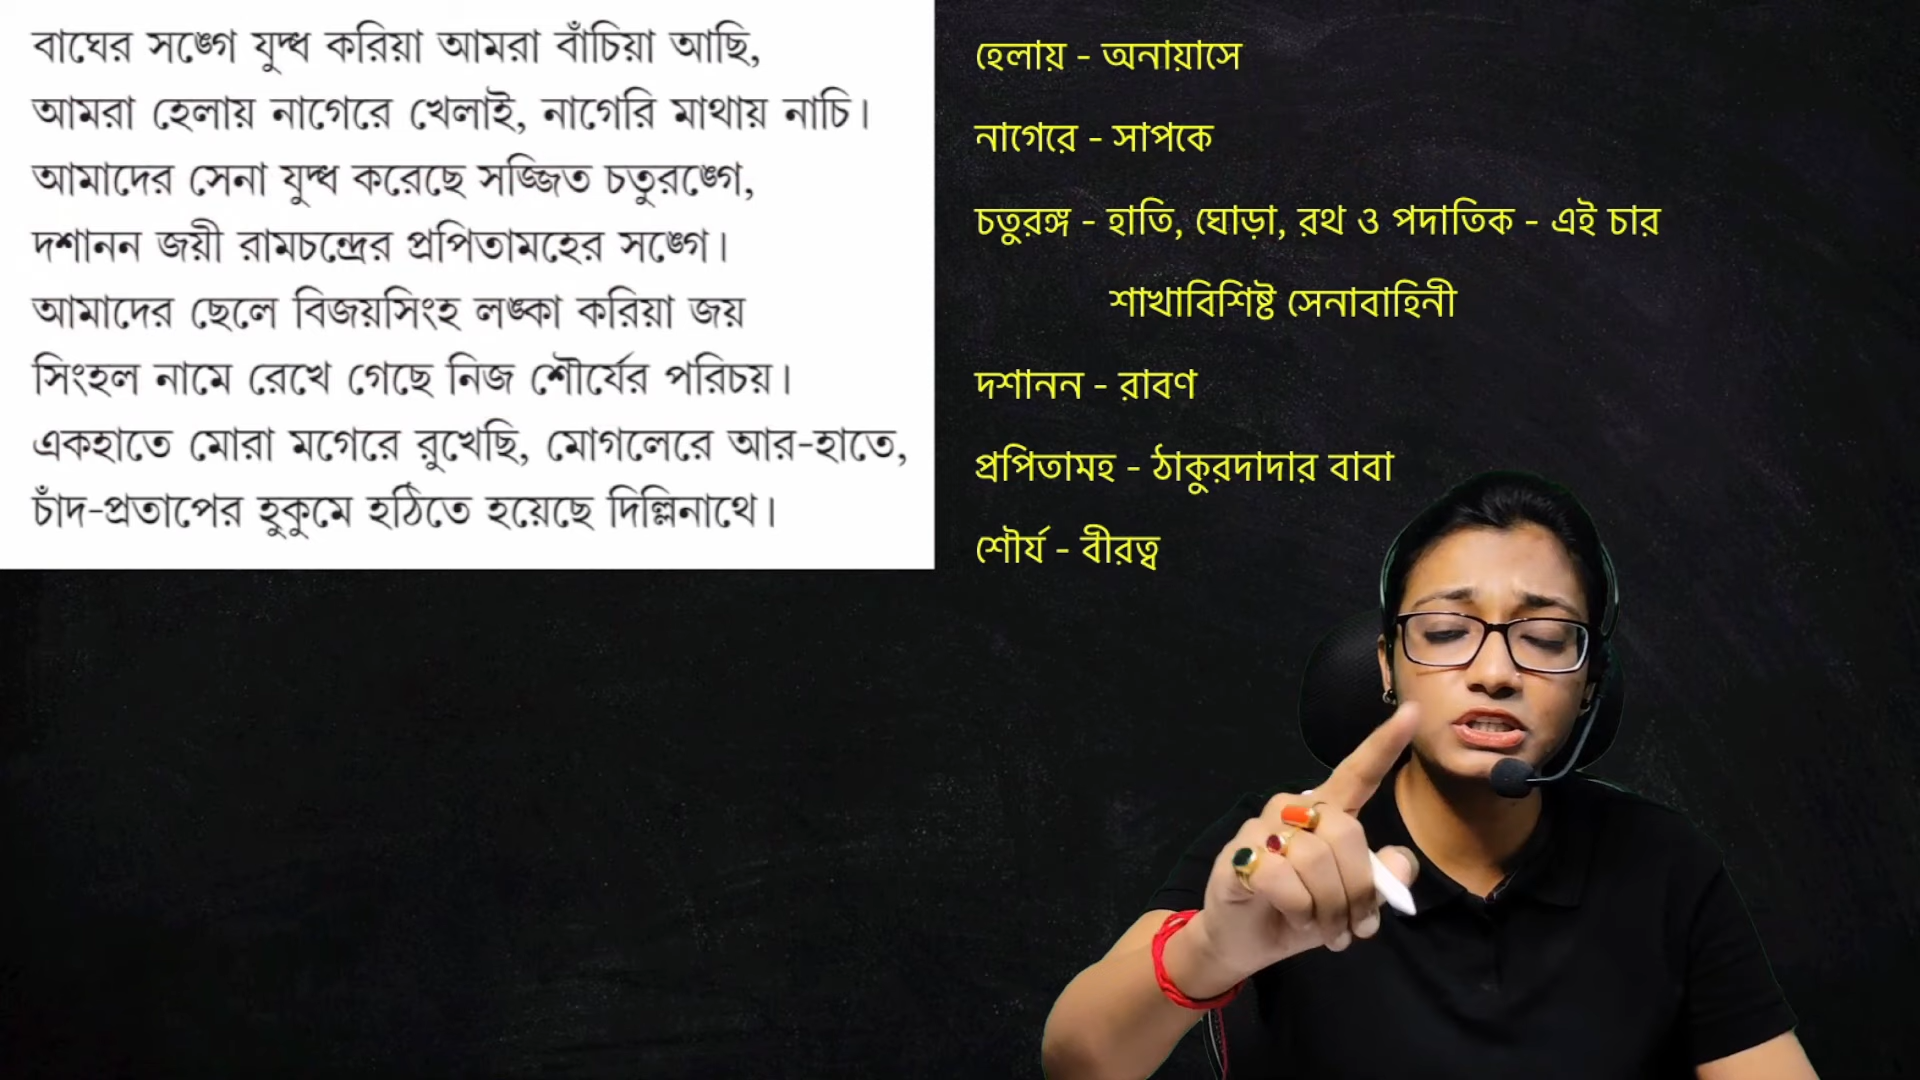 বাঘের সঙ্গে যুদ্ধ করিয়া আমরা বাঁচিয়া আছি,
আমরা হেলায় নাগেরে খেলাই, নাগেরি মাথায় নাচি।
আমাদের সেনা যুদ্ধ করেছে সজ্জিত চতুরঙ্গে,
দশানন জয়ী রামচন্দ্রের প্রপিতামহের সঙ্গে।
আমাদের ছেলে বিজয়সিংহ লঙ্কা করিয়া জয়
সিংহল নামে রেখে গেছে নিজ শৌর্যের পরিচয়।
একহাতে মোরা মগেরে রুখেছি, মোগলেরে আর-হাতে,
চাঁদ-প্রতাপের হুকুমে হঠিতে হয়েছে দিল্লিনাথে।
হেলায় - অনায়াসে
নাগেরে - সাপকে
চতুরঙ্গ - হাতি, ঘোড়া, রথ ও পদাতিক - এই চার
শাখাবিশিষ্ট সেনাবাহিনী
দশানন - রাবণ
প্রপিতামহ - ঠাকুরদাদার বাবা
শৌর্য - বীরত্ব